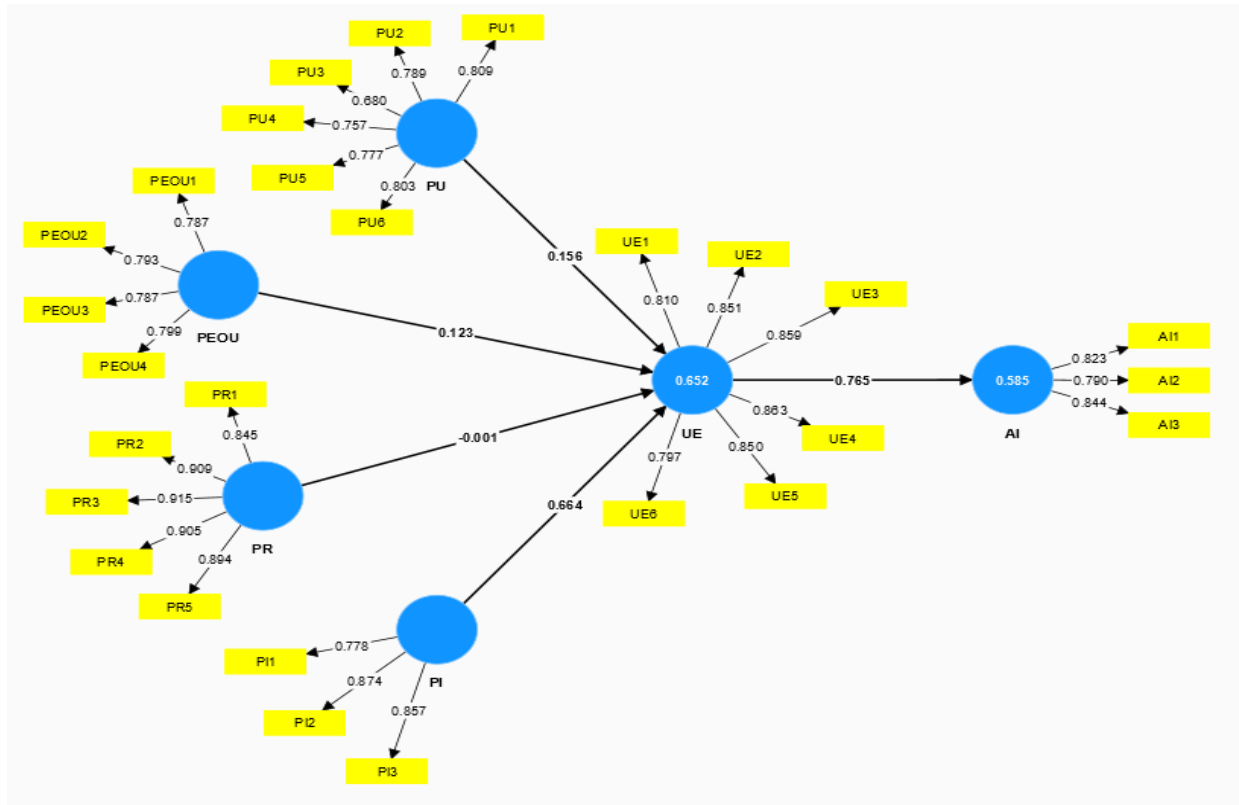 PU1
PU2
0.809
0.789
PU3
0.680
PU4
0.757
PU5
0.777
0.803
PU6
PU
PEOU1
0.787
PEOU2
0.793
PEOU3
0.787
0.799
PEOU4
PEOU
0.156
0.123
PR1
0.845
PR2
0.909
PR3
0.915
PR4
0.905
0.894
PR5
PR
-0.001
UE1
0.810
UE2
0.851
UE3
0.859
0.652
UE
0.863
UE4
0.850
UE5
0.797
UE6
0.765
0.585
AI
0.823
AI1
0.790
AI2
0.844
AI3
0.664
PI
0.778
PI1
0.874
PI2
0.857
PI3